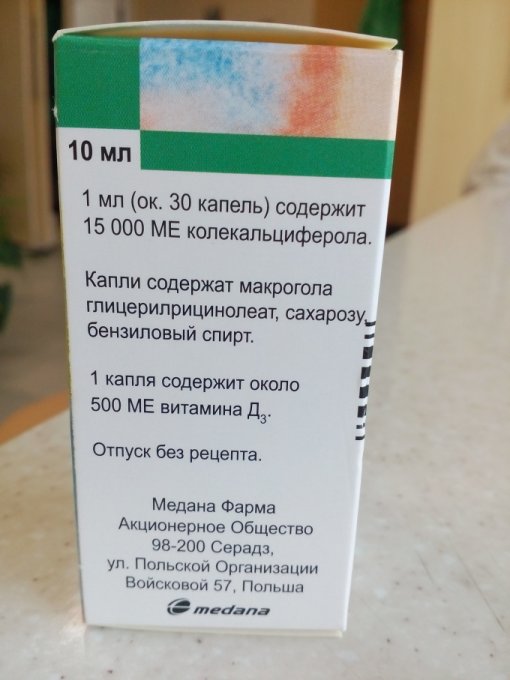 10 мл
1 мл (ок. 30 капель) содержит
15 000 МЕ колекальциферола.
Капли содержат макрогола
глицерилрицинолеат, сахарозу,
бензиловый спирт.
1 капля содержит около
500 МЕ витамина Д3.
Отпуск без рецепта.
Медана Фарма
Акционерное Общество
98-200 Серадз,
ул. Польской Организации
Войсковой 57, Польша
medana